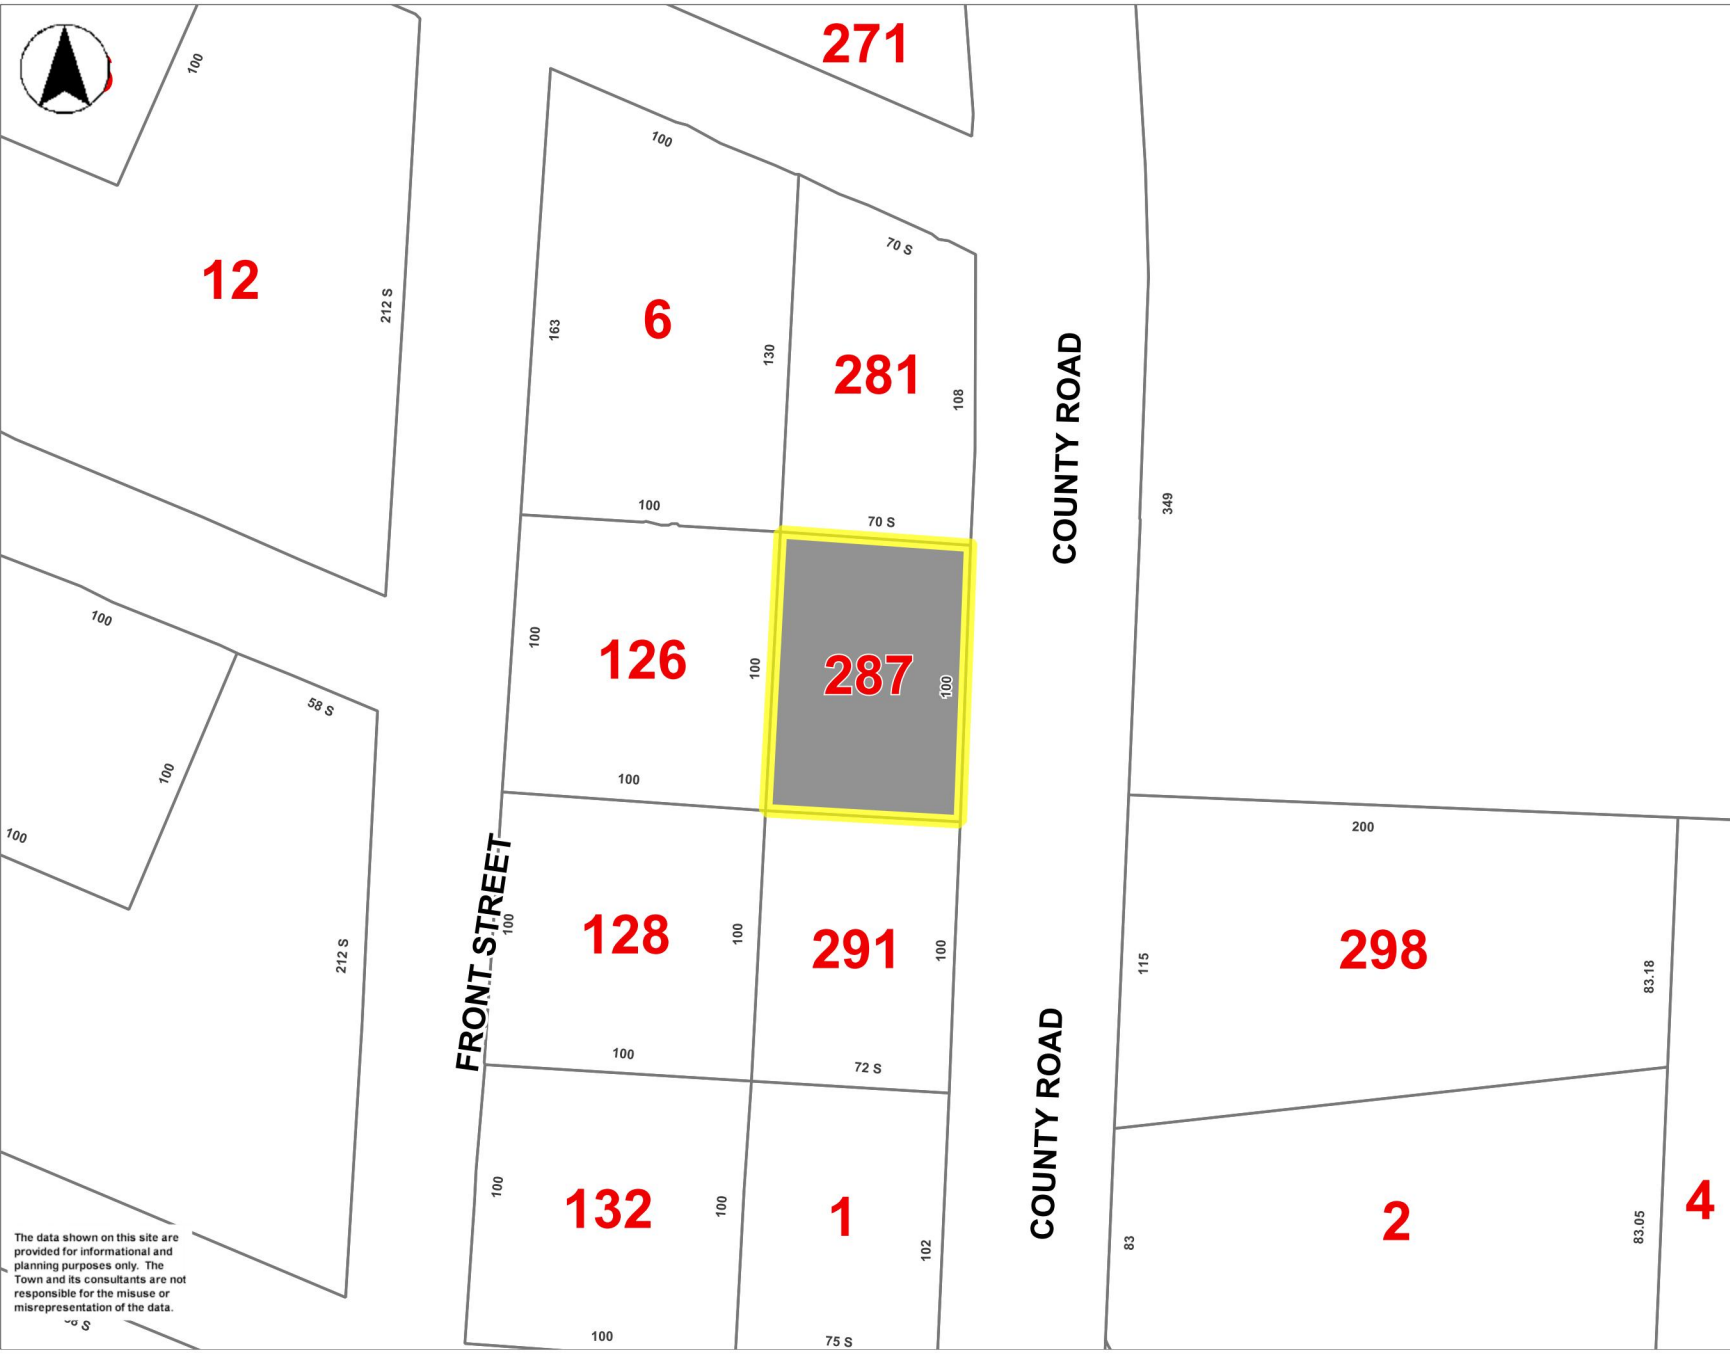 271
100
100
70 S
12
212 S
163
6
130
281
108
COUNTY ROAD
349
100
70 S
100
58 S
100
100
126
100
287
100
100
100
100
200
FRONT STREET
100
128
100
291
100
298
115
83.18
212 S
100
72 S
COUNTY ROAD
100
132
100
1
102
83
2
83.05
4
The data shown on this site are
provided for informational and
planning purposes only. The
Town and its consultants are not
responsible for the misuse or
misrepresentation of the data.
100
75 S